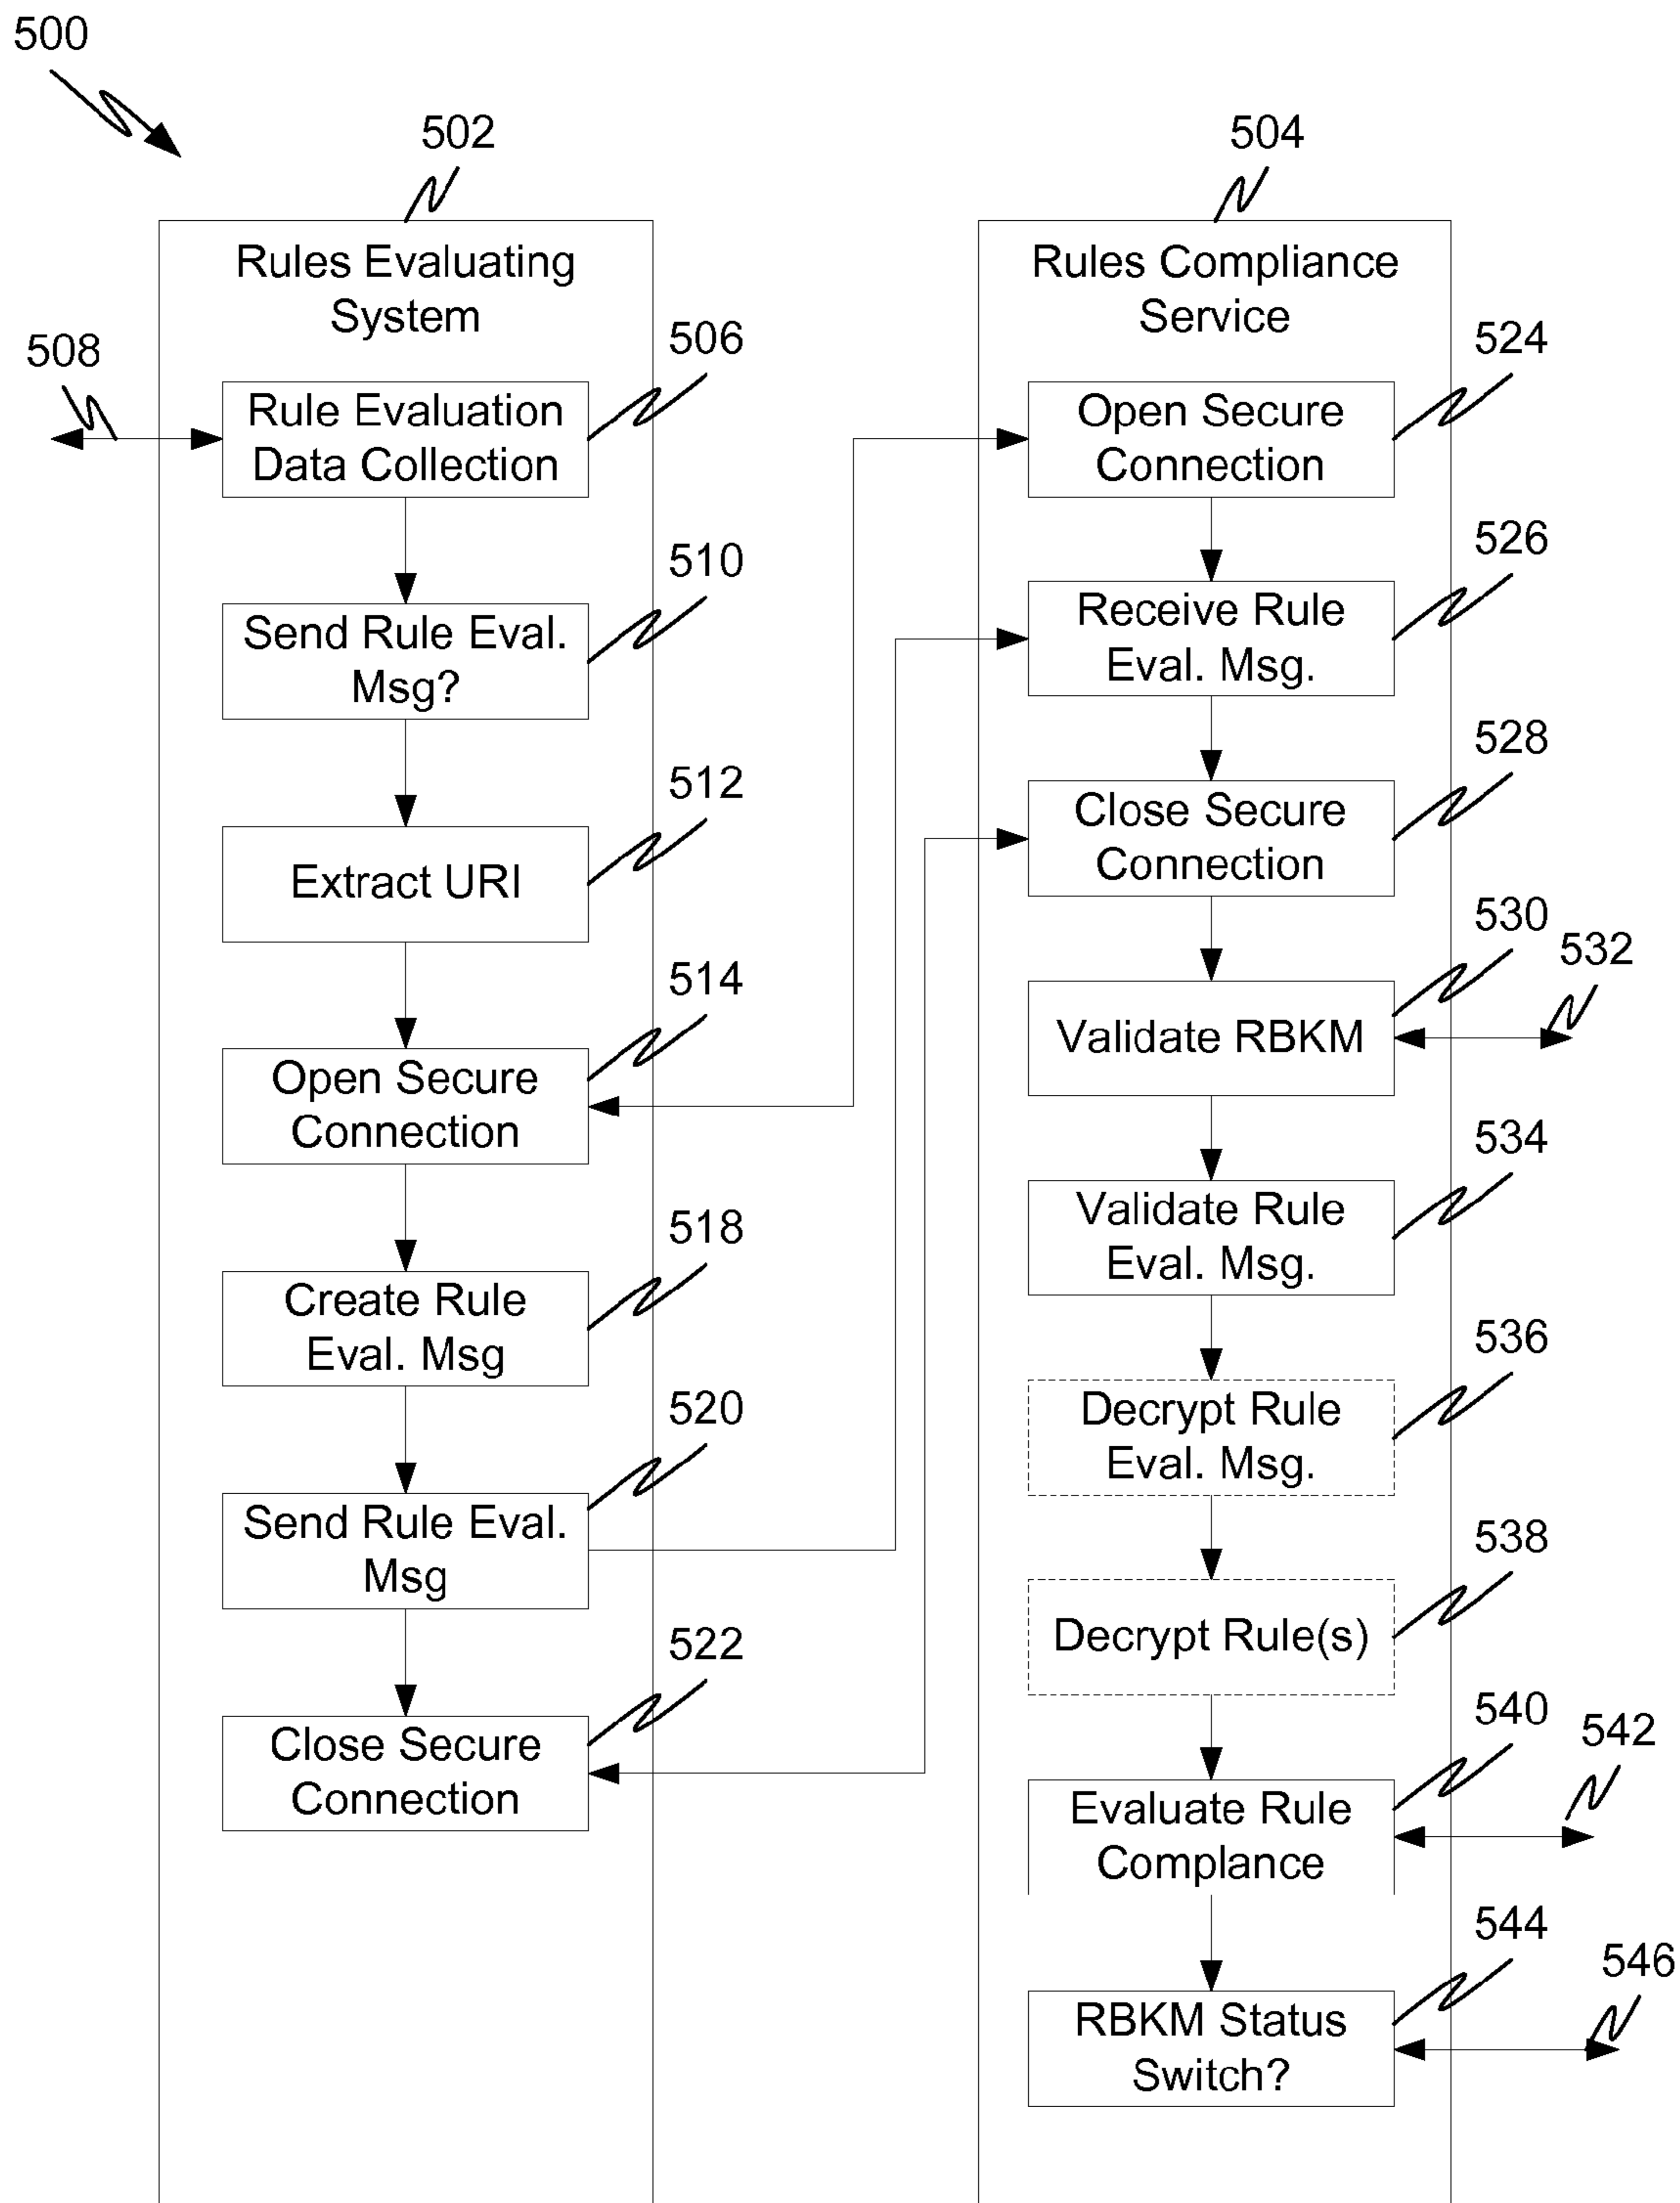 500
502
504
Rules Evaluating
System
Rules Compliance
Service
508
506
524
Rule Evaluation
Data Collection
Open Secure
Connection
510
526
Send Rule Eval.
Msg?
Receive Rule
Eval. Msg.
512
528
Extract URI
Close Secure
Connection
514
530
532
Open Secure
Connection
Validate RBKM
518
534
Create Rule
Eval. Msg
Validate Rule
Eval. Msg.
520
536
Send Rule Eval.
Msg
Decrypt Rule
Eval. Msg.
522
538
Close Secure
Connection
Decrypt Rule(s)
540
542
Evaluate Rule
Complance
544
546
RBKM Status
Switch?